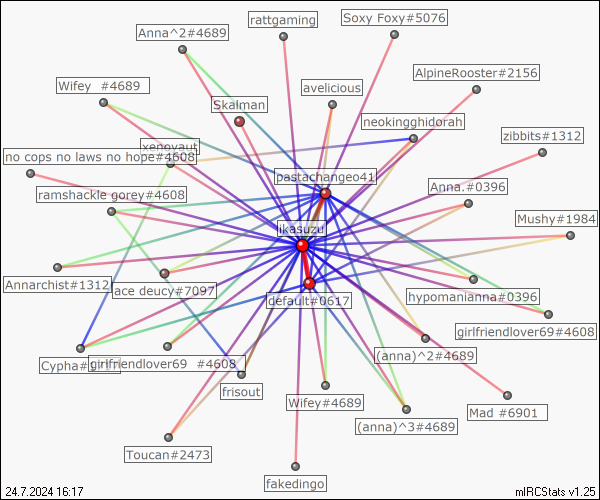 rattgaming
Soxy Foxy#5076
Anna^2#4689
AlpineRooster#2156
Wifey #4689
avelicious
Skalman
neokingghidorah
zibbits#1312
xenovaut
no cops no laws no hope#4608
pastachangeo41
Anna.#0396
ramshackle gorey#4608
Mushy#1984
ikasuzu
Annarchist#1312
ace deucy#7097
hypomanianna#0396
default#0617
girlfriendlover69#4608
(anna)^2#4689
girlfriendlover69 #4608
frisout
Wifey#4689
Mad #6901
(anna)^3#4689
Toucan#2473
fakedingo
24.7.2024 16:17
mIRCStats v1.25